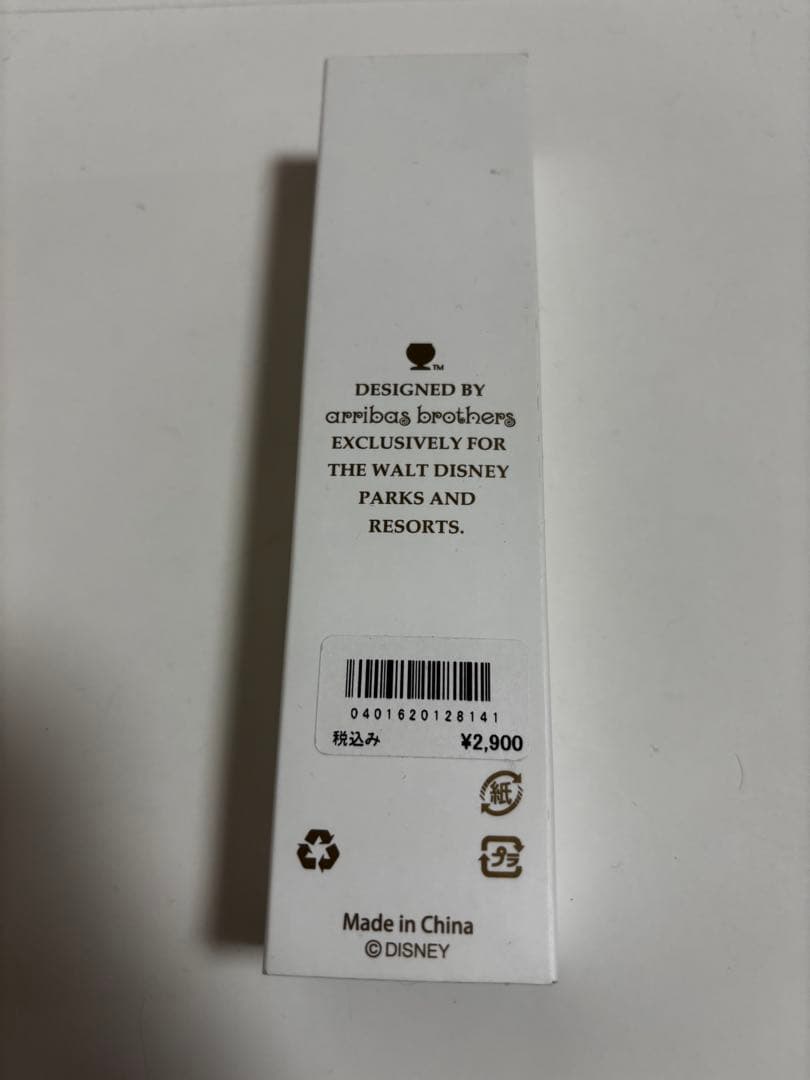 TM
DESIGNED BY
arribas brothers
EXCLUSIVELY FOR
THE WALT DISNEY
PARKS AND
RESORTS.
0401620128141
税込み ¥2,900
紙
プラ
Made in China
©DISNEY